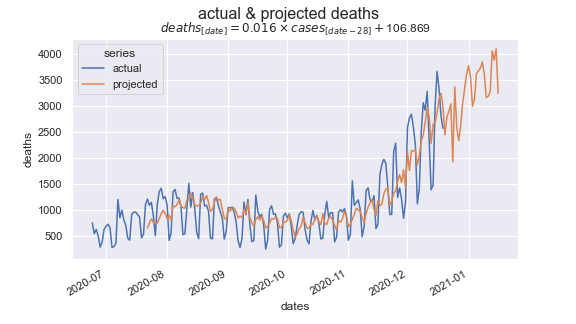 actual & projected deaths
deaths[date] = 0.016 × cases[date−28] + 106.869
series
actual
projected
deaths
4000
3500
3000
2500
2000
1500
1000
500
2020-07
2020-08
2020-09
2020-10
2020-11
2020-12
2021-01
dates